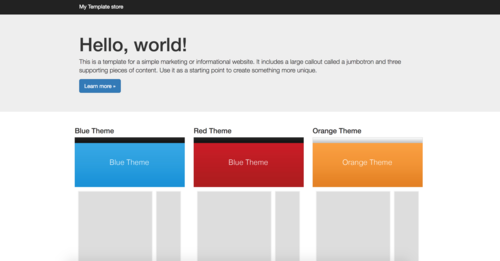 My Template store
Hello, world!
This is a template for a simple marketing or informational website. It includes a large callout called a jumbotron and three
supporting pieces of content. Use it as a starting point to create something more unique.
Learn more »
Blue Theme
Red Theme
Orange Theme
Blue Theme
Blue Theme
Orange Theme